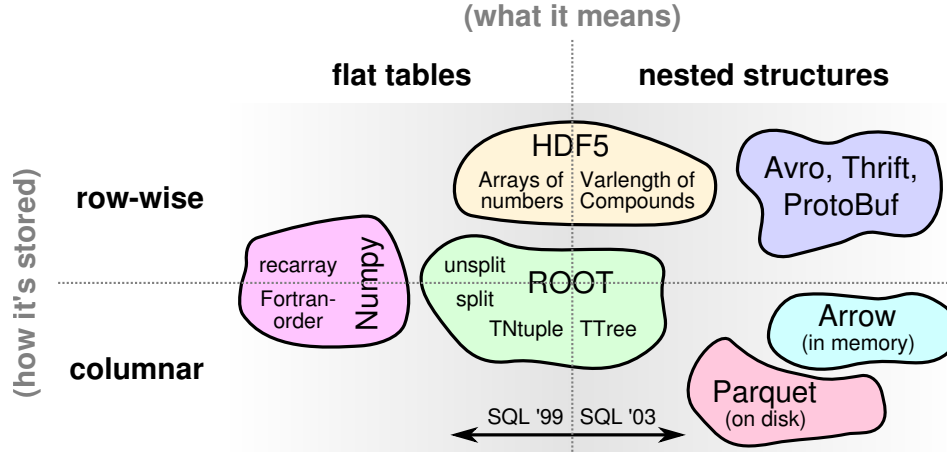 (what it means)
flat tables
nested structures
(how it's stored)
row-wise
columnar
HDF5
Arrays of
numbers
Varlength of
Compounds
Avro, Thrift,
ProtoBuf
recarray
Fortran-
order
Numpy
unsplit
split
ROOT
TNtuple
TTree
Arrow
(in memory)
Parquet
(on disk)
SQL '99
SQL '03